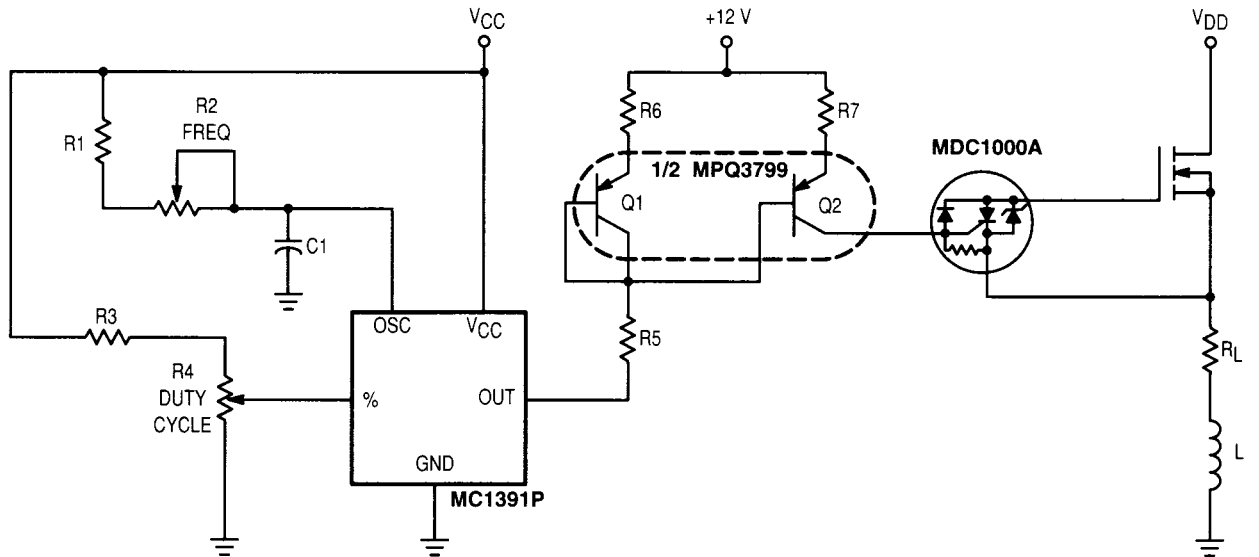 VCC
+12 V
VDD
R1
R2
FREQ
R6
R7
MDC1000A
1/2 MPQ3799
Q1
Q2
C1
R3
OSC
VCC
R5
RL
R4
DUTY
CYCLE
%
OUT
L
GND
MC1391P